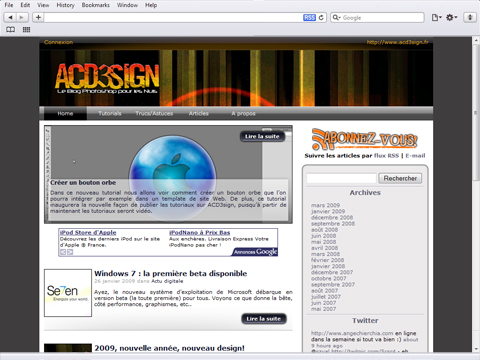 File Edit View History Bookmarks Window Help
RSS
Google
Connexion
http://www.acd3sign.fr
ACD3SIGN
Le Blog Photoshop pour les Nuls
Home Tutorials Trucs/Astuces Articles A propos
Lire la suite
Créer un bouton orbe
Dans ce nouveau tutorial nous allons voir comment créer un bouton orbe que l'on
pourra intégrer par exemple dans un template de site Web. De plus, ce tutorial
inaugurera la nouvelle façon de publier les tutoriaux sur ACD3sign, puisqu'à partir de
maintenant les tutoriaux seront vidéo.
iPod Store d'Apple
Découvrez les derniers iPod sur le site
d'Apple @ France.
iPodNano à Prix Bas
Aux enchères. Livraison Express Votre
iPodNano pas cher !
Annonces Google
Se7en
Windows 7 : la première beta disponible
26 janvier 2009 dans Actu digitale
Ayez, le nouveau système d'exploitation de Microsoft débarque en
version beta (la toute première) pour tous. Voyons ce que donne la bête,
côté performance, graphismes, etc..
Lire la suite
2009, nouvelle année, nouveau design!
ABONNEZ-VOUS!
Suivre les articles par flux RSS | E-mail
Rechercher
Archives
mars 2009
janvier 2009
décembre 2008
septembre 2008
août 2008
juin 2008
mai 2008
avril 2008
mars 2008
février 2008
janvier 2008
décembre 2007
octobre 2007
septembre 2007
août 2007
juillet 2007
juin 2007
mai 2007
Twitter
http://www.angechierchia.com en ligne
dans la semaine si tout va bien :) about
9 hours ago